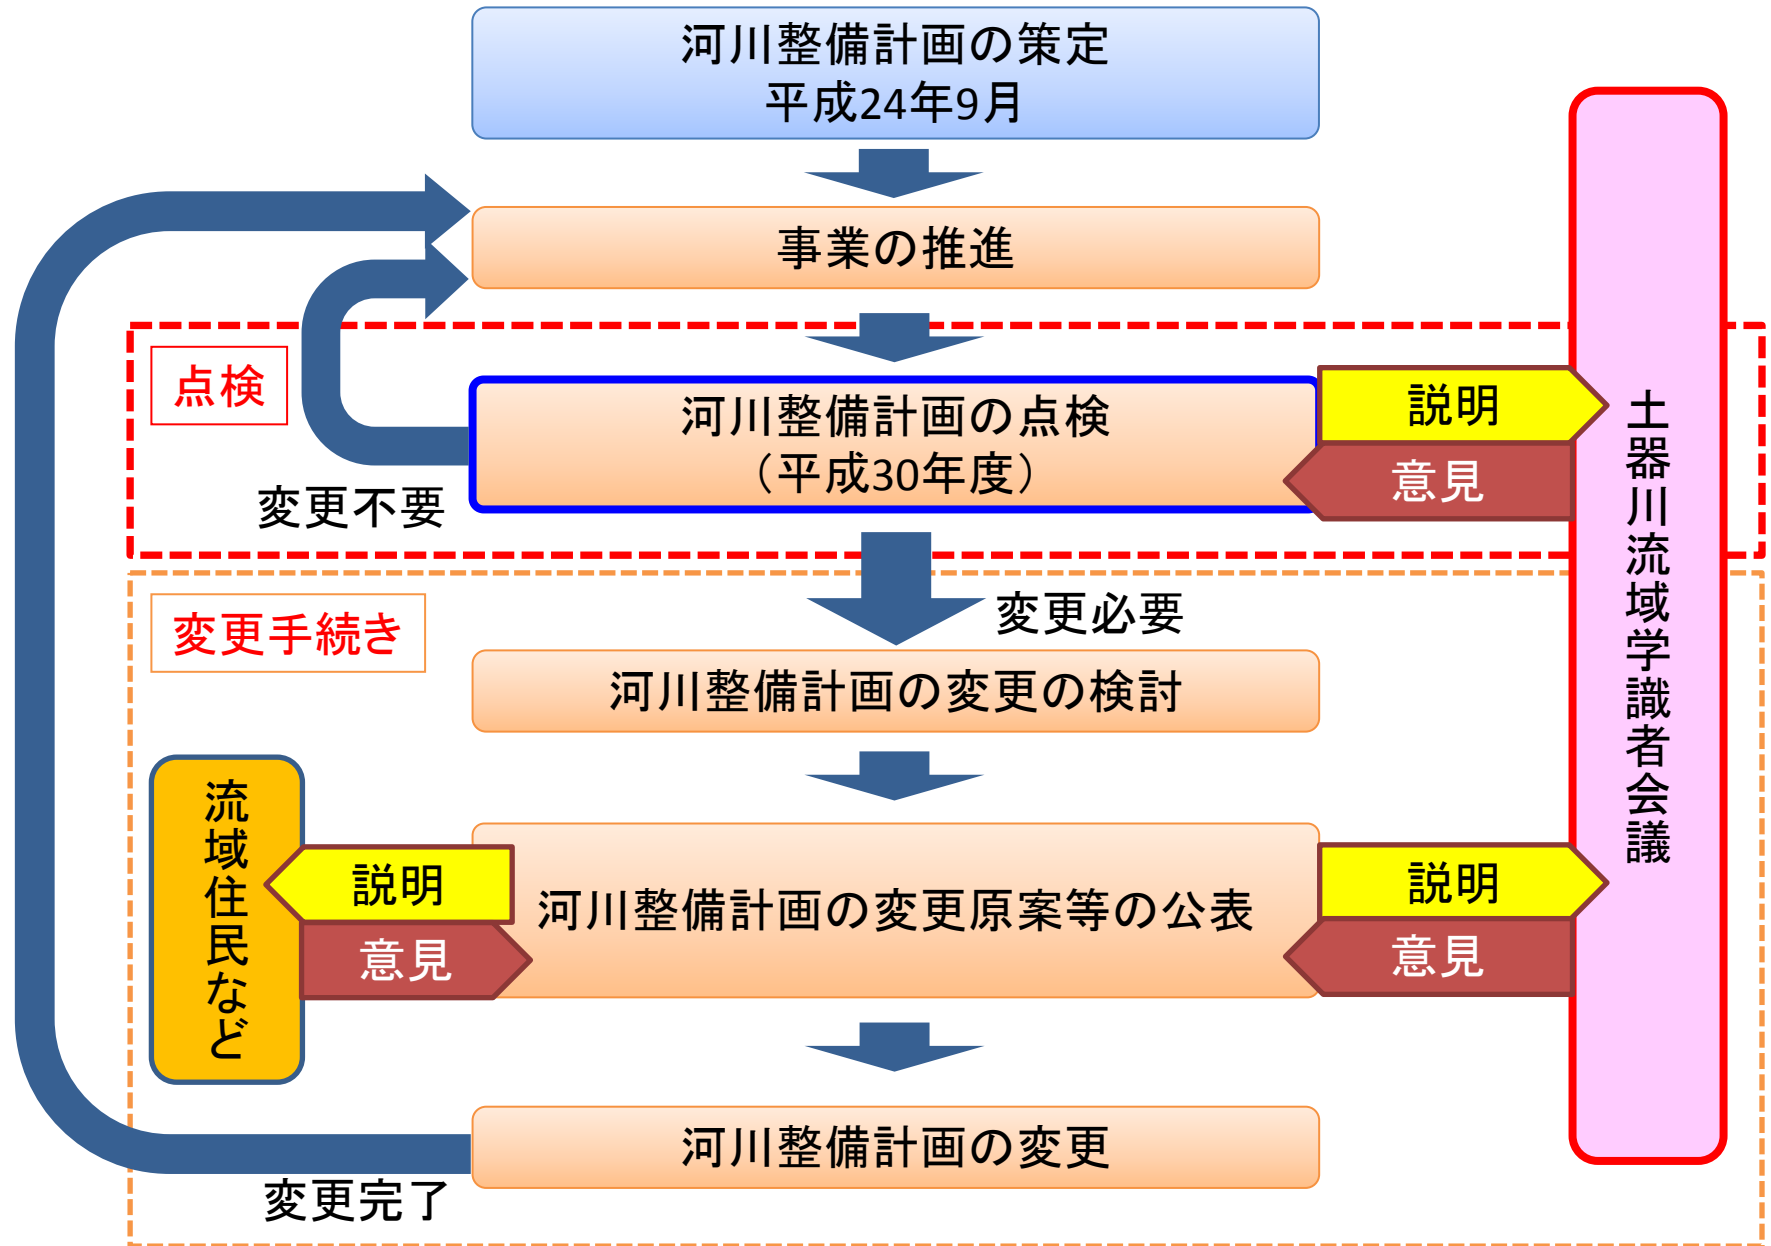 河川整備計画の策定
平成24年9月
事業の推進
点検
河川整備計画の点検
（平成30年度）
説明
意見
変更不要
土器川流域学識者会議
変更手続き
変更必要
河川整備計画の変更の検討
流域住民など
説明
意見
河川整備計画の変更原案等の公表
説明
意見
河川整備計画の変更
変更完了